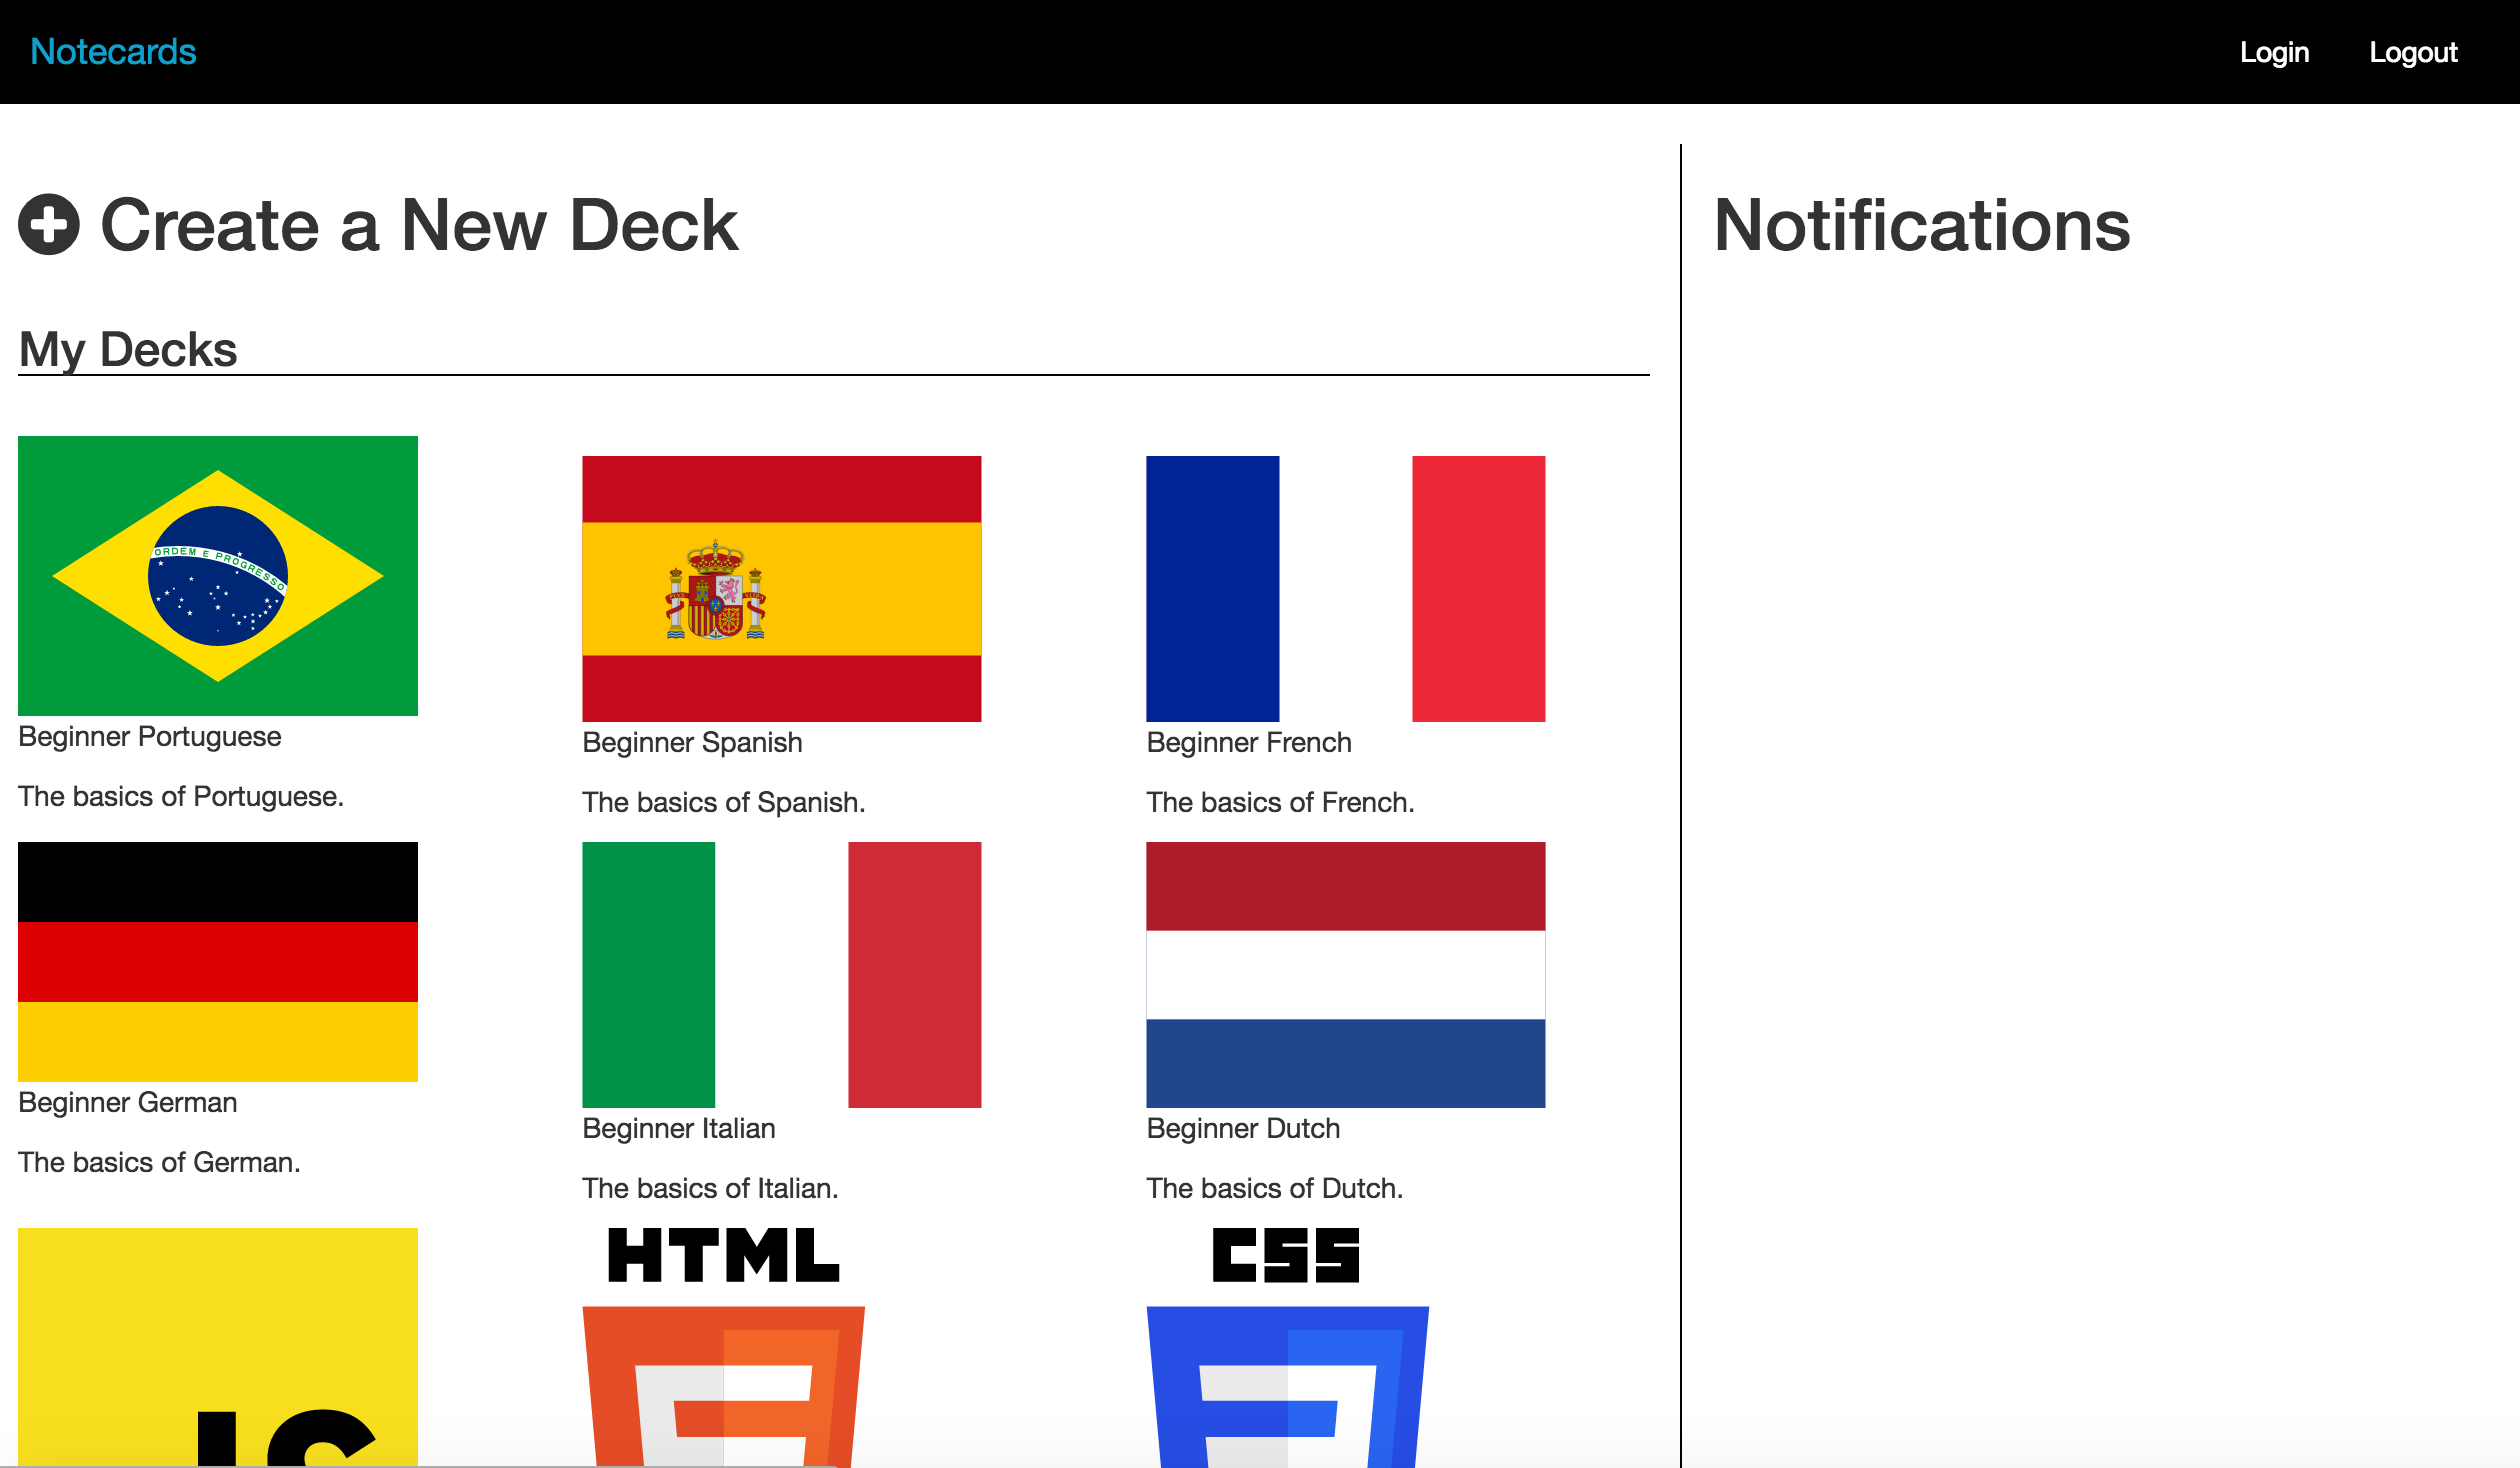 Notecards
Login
Logout
Create a New Deck
Notifications
My Decks
ORDEM E PROGRESSO
Beginner Portuguese
The basics of Portuguese.
Beginner Spanish
The basics of Spanish.
Beginner French
The basics of French.
Beginner German
The basics of German.
Beginner Italian
The basics of Italian.
Beginner Dutch
The basics of Dutch.
JS
HTML
CSS